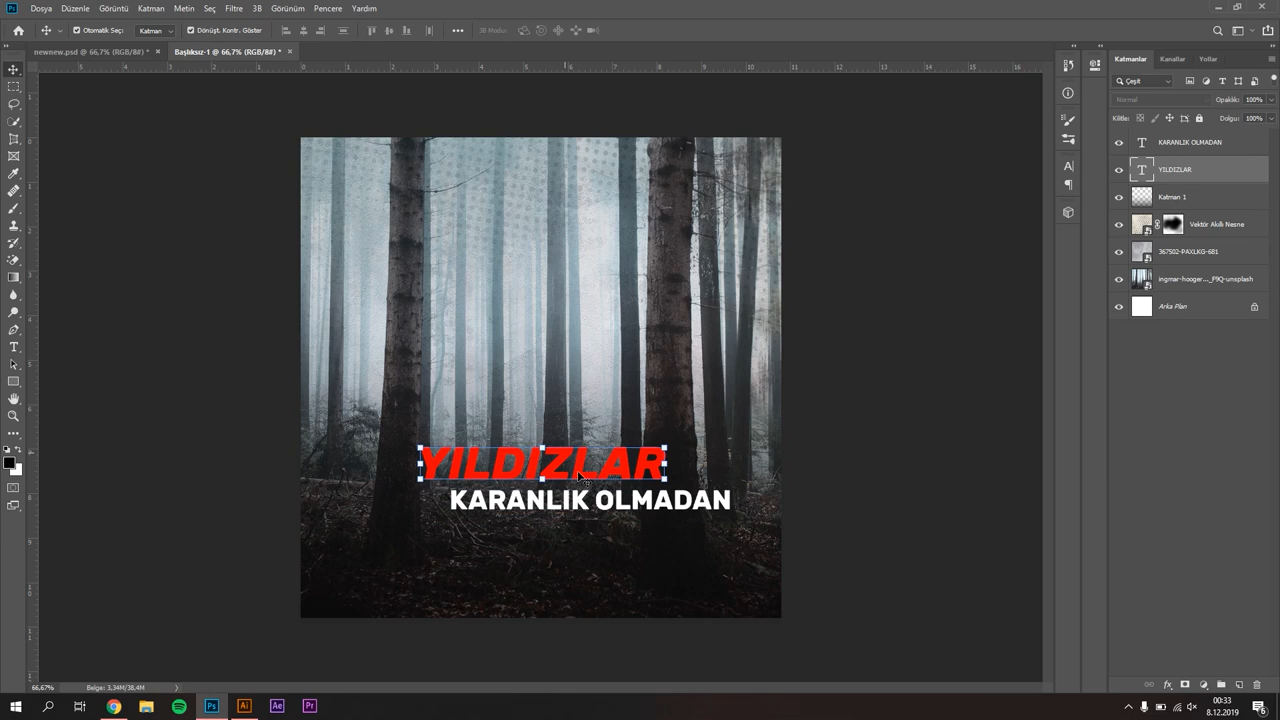 Dosya Düzenle Görüntü Katman Metin Seç Filtre 3B Görünüm Pencere Yardım
Otomatik Seç: Katman Dönüşt. Kont. Göster 3B Modu:
newnew.psd @ 66,7% (RGB/8#) * Başlıksız-1 @ 66,7% (RGB/8#) *
Katmanlar Kanallar Yollar
Çeşit
Normal Opaklık: 100%
Kilitle: Dolgu: 100%
KARANLIK OLMADAN
YILDIZLAR
Katman 1
Vektör Akıllı Nesne
367502-PAXLKG-681
ingmar-hooger..._F9Q-unsplash
Arka Plan
YILDIZLAR
KARANLIK OLMADAN
66,67% Belge: 3,34M/38,4M
00:33
8.12.2019